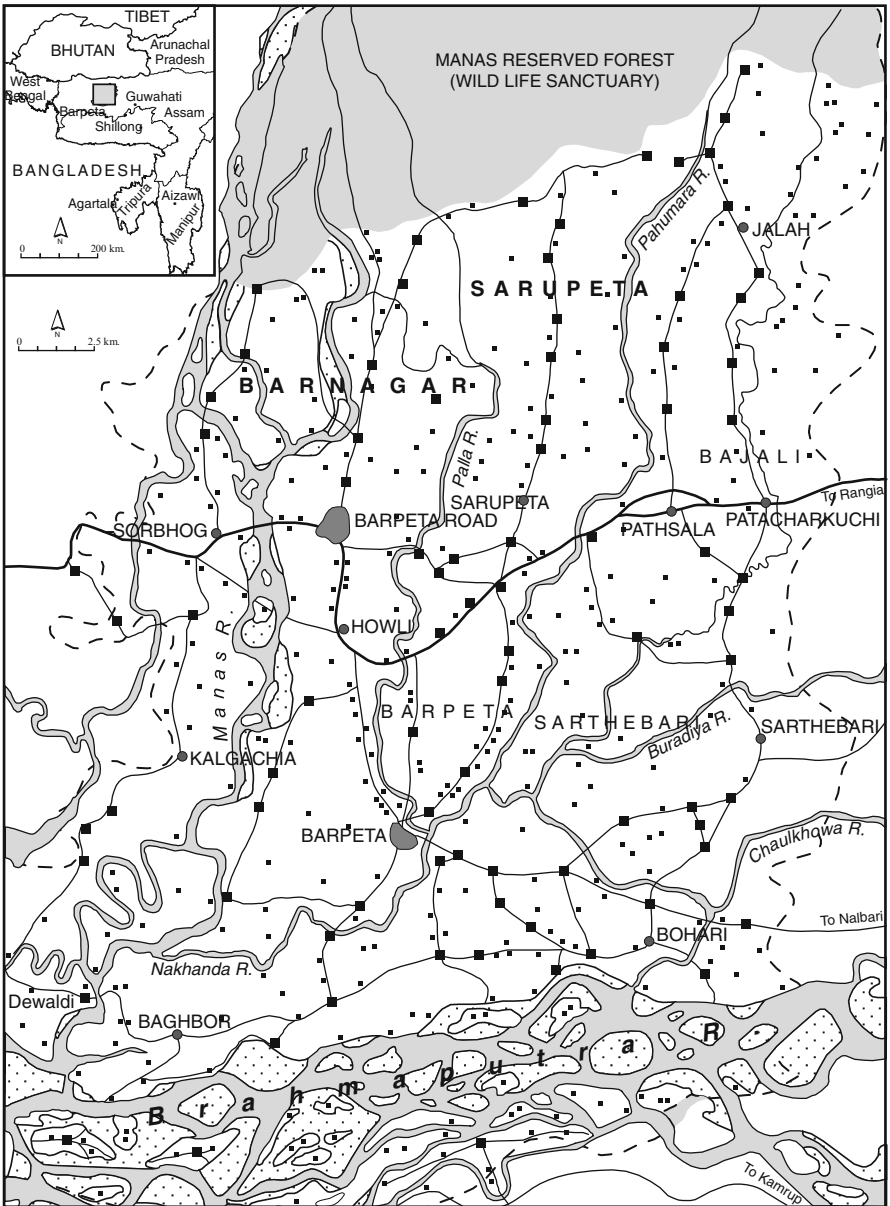 TIBET
BHUTAN
Arunachal
Pradesh
West
Bengal
Guwahati
Barpeta
Assam
Shillong
BANGLADESH
Agartala
Tripura
Aizawl
Manipur
N
0 200 km.
N
0 2.5 km.
MANAS RESERVED FOREST
(WILD LIFE SANCTUARY)
Pahumara R.
JALAH
SARUPETA
BARNAGAR
Palla R.
BAJALI
SARUPETA
To Rangia
BARPETA ROAD
SORBHOG
PATHSALA
PATACHARKUCHI
HOWLI
Manas R.
BARPETA
SARTHEBARI
Buradiya R.
SARTHEBARI
KALGACHIA
BARPETA
Chaulkhowa R.
To Nalbari
BOHARI
Nakhanda R.
Dewaldi
BAGHBOR
Brahmaputra R.
To Kamrup